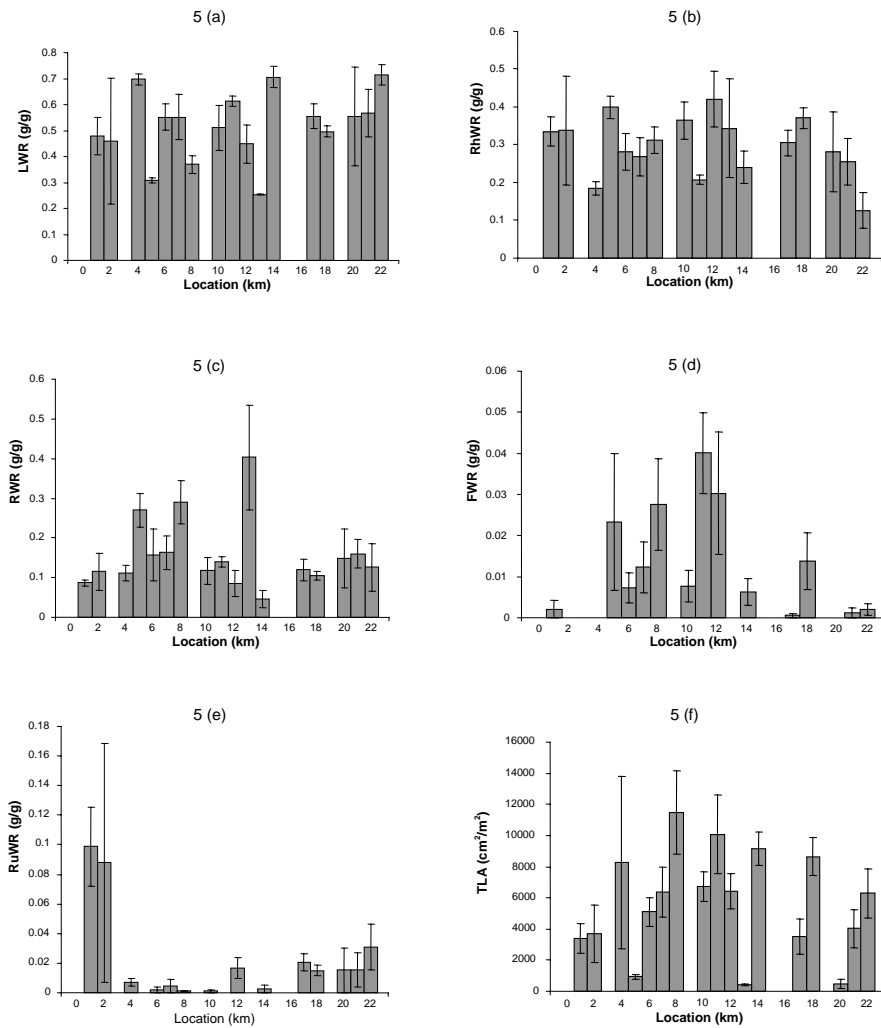 5 (a)
LWR (g/g)
0.8
0.7
0.6
0.5
0.4
0.3
0.2
0.1
0
0 2 4 6 8 10 12 14 16 18 20 22
Location (km)
5 (b)
RhWR (g/g)
0.6
0.5
0.4
0.3
0.2
0.1
0
0 2 4 6 8 10 12 14 16 18 20 22
Location (km)
5 (c)
RWR (g/g)
0.6
0.5
0.4
0.3
0.2
0.1
0
0 2 4 6 8 10 12 14 16 18 20 22
Location (km)
5 (d)
FWR (g/g)
0.06
0.05
0.04
0.03
0.02
0.01
0
0 2 4 6 8 10 12 14 16 18 20 22
Location (km)
5 (e)
RuWR (g/g)
0.18
0.16
0.14
0.12
0.1
0.08
0.06
0.04
0.02
0
0 2 4 6 8 10 12 14 16 18 20 22
Location (km)
5 (f)
TLA (cm²/m²)
16000
14000
12000
10000
8000
6000
4000
2000
0
0 2 4 6 8 10 12 14 16 18 20 22
Location (km)